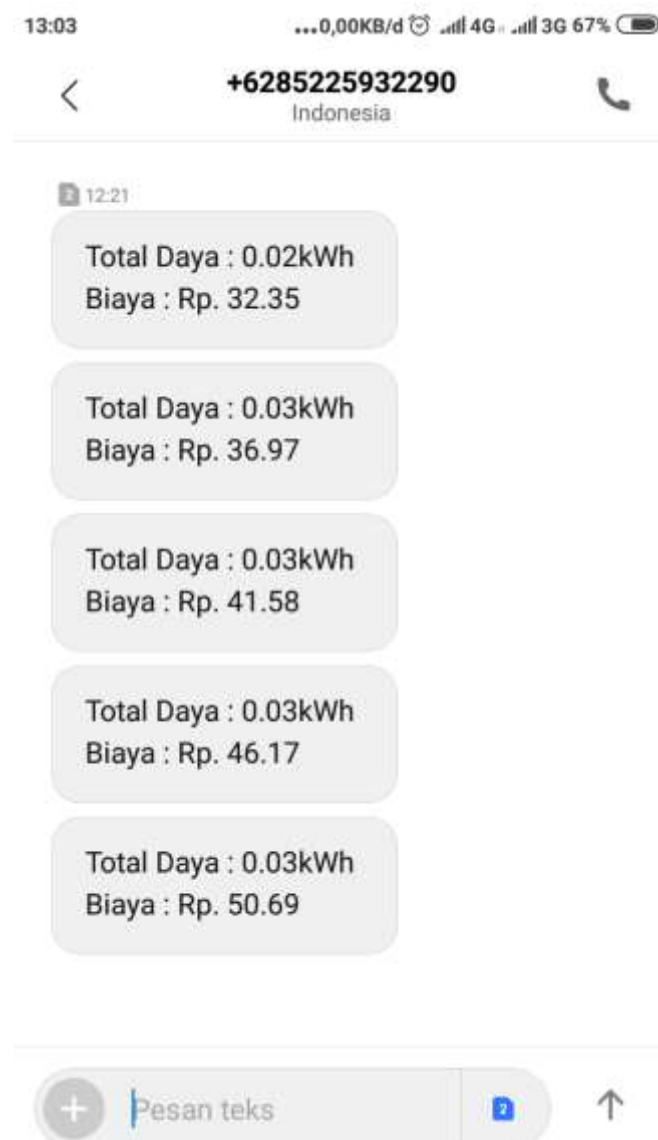 13:03 ...0,00KB/d 4G 3G 67%
+6285225932290
Indonesia
2 12:21
Total Daya : 0.02kWh
Biaya : Rp. 32.35
Total Daya : 0.03kWh
Biaya : Rp. 36.97
Total Daya : 0.03kWh
Biaya : Rp. 41.58
Total Daya : 0.03kWh
Biaya : Rp. 46.17
Total Daya : 0.03kWh
Biaya : Rp. 50.69
Pesan teks 2